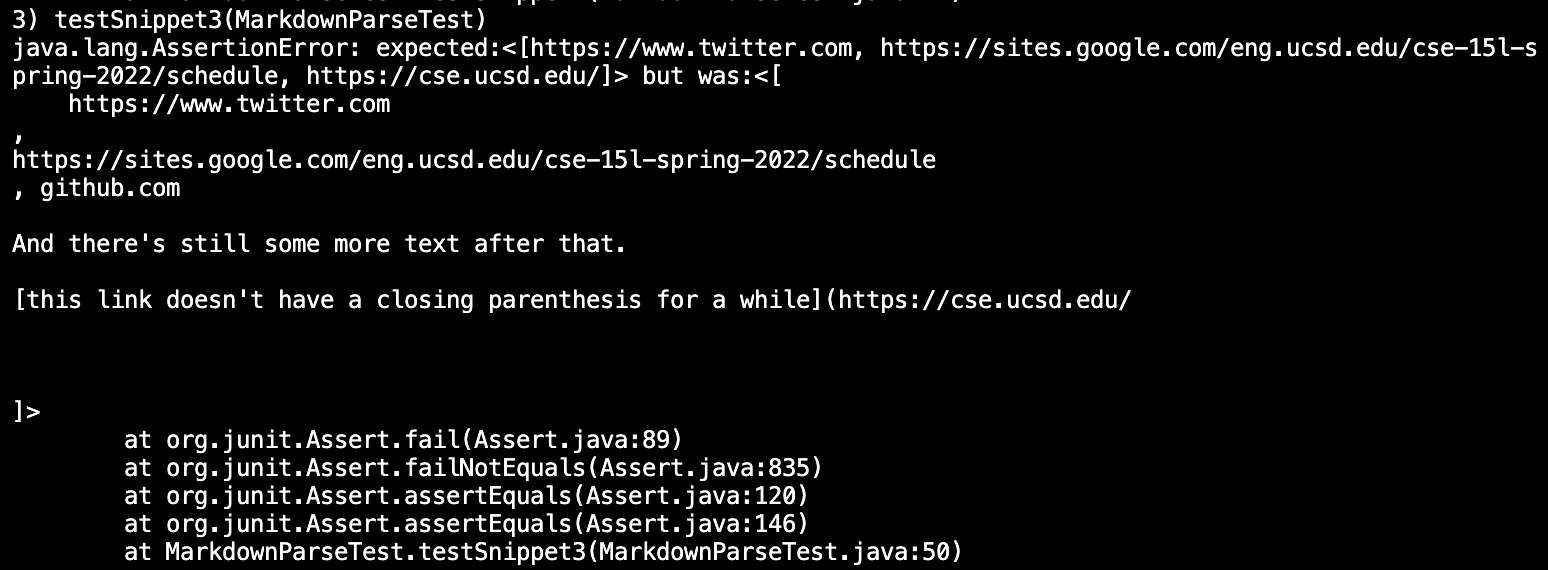 3) testSnippet3(MarkdownParseTest)
java.lang.AssertionError: expected:<[https://www.twitter.com, https://sites.google.com/eng.ucsd.edu/cse-15l-s
pring-2022/schedule, https://cse.ucsd.edu/]> but was:<[
    https://www.twitter.com
,
https://sites.google.com/eng.ucsd.edu/cse-15l-spring-2022/schedule
, github.com

And there's still some more text after that.

[this link doesn't have a closing parenthesis for a while](https://cse.ucsd.edu/



]>
        at org.junit.Assert.fail(Assert.java:89)
        at org.junit.Assert.failNotEquals(Assert.java:835)
        at org.junit.Assert.assertEquals(Assert.java:120)
        at org.junit.Assert.assertEquals(Assert.java:146)
        at MarkdownParseTest.testSnippet3(MarkdownParseTest.java:50)